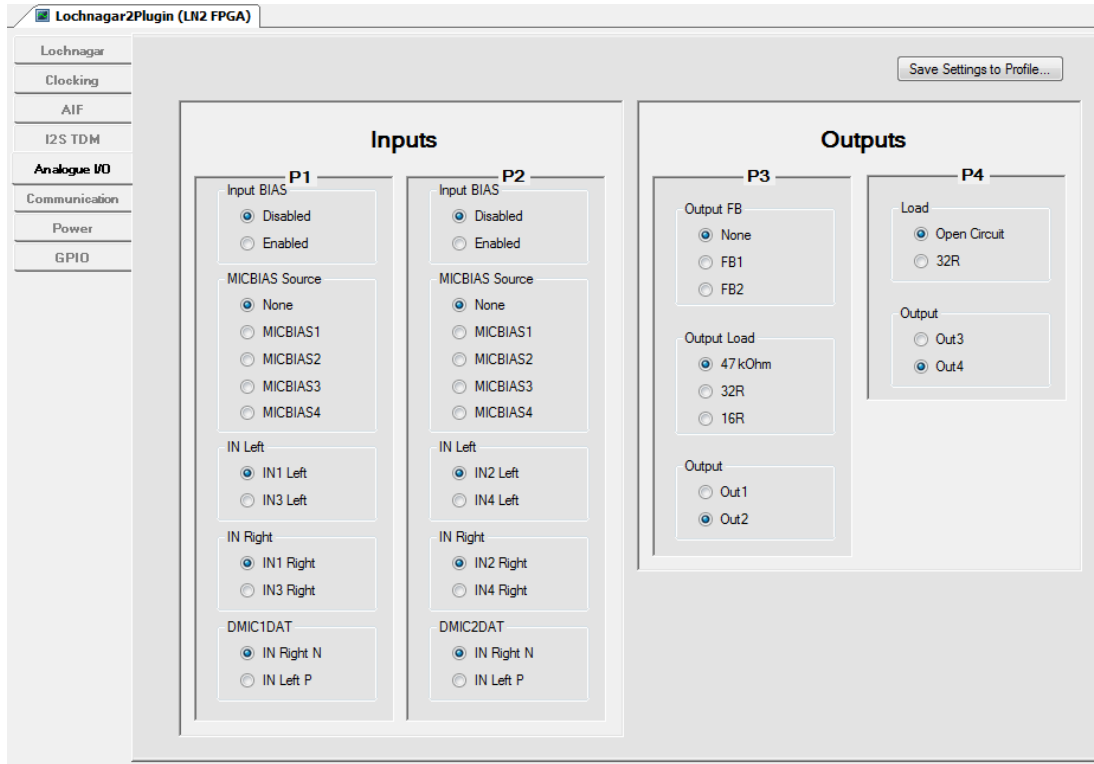 Lochnagar2Plugin (LN2 FPGA)
Lochnagar
Clocking
AIF
I2S TDM
Analogue I/O
Communication
Power
GPIO
Save Settings to Profile...
Inputs
P1
Input BIAS
Disabled
Enabled
MICBIAS Source
None
MICBIAS1
MICBIAS2
MICBIAS3
MICBIAS4
IN Left
IN1 Left
IN3 Left
IN Right
IN1 Right
IN3 Right
DMIC1DAT
IN Right N
IN Left P
P2
Input BIAS
Disabled
Enabled
MICBIAS Source
None
MICBIAS1
MICBIAS2
MICBIAS3
MICBIAS4
IN Left
IN2 Left
IN4 Left
IN Right
IN2 Right
IN4 Right
DMIC2DAT
IN Right N
IN Left P
Outputs
P3
Output FB
None
FB1
FB2
Output Load
47 kOhm
32R
16R
Output
Out1
Out2
P4
Load
Open Circuit
32R
Output
Out3
Out4